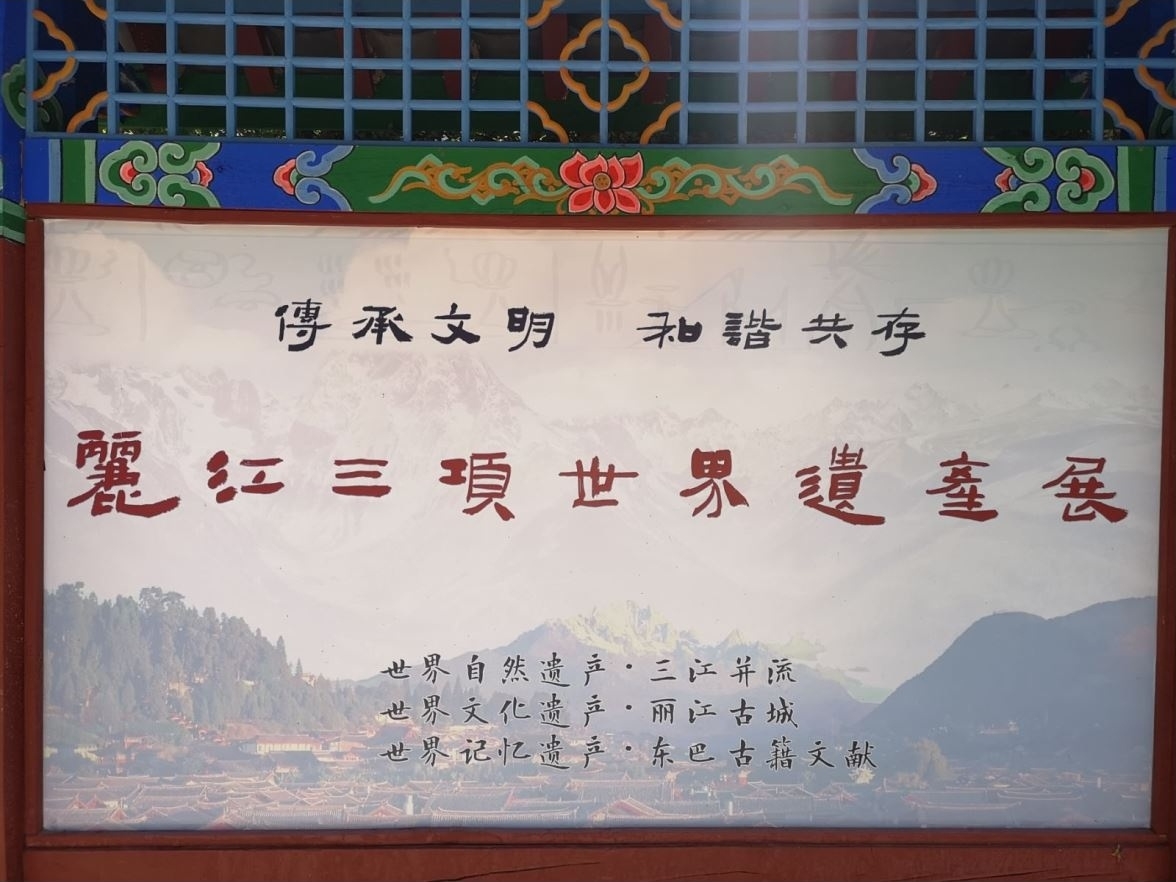 傳承文明　和諧共存
麗江三項世界遺產展
世界自然遗产·三江并流
世界文化遗产·丽江古城
世界记忆遗产·东巴古籍文献